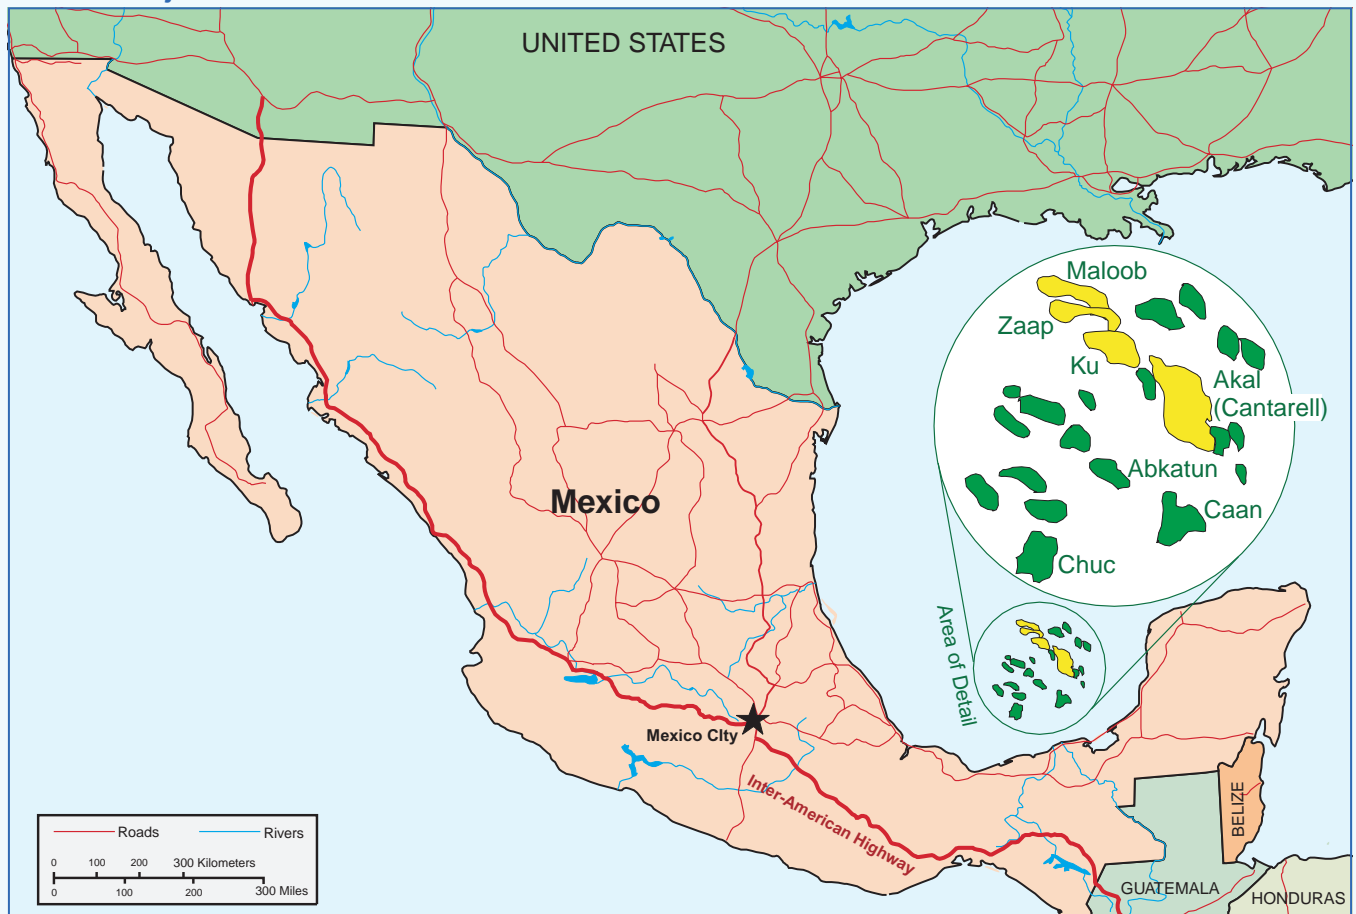 UNITED STATES
Maloob
Zaap
Ku
Akal
(Cantarell)
Abkatun
Caan
Chuc
Mexico
Area of Detail
Mexico CIty
Inter-American Highway
BELIZE
GUATEMALA
HONDURAS
Roads
Rivers
0 100 200 300 Kilometers
0 100 200 300 Miles